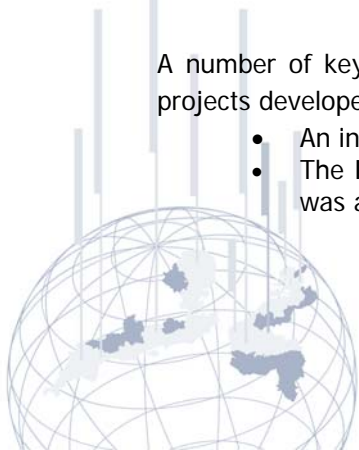 A number of key
projects develope
• An in
• The
was a